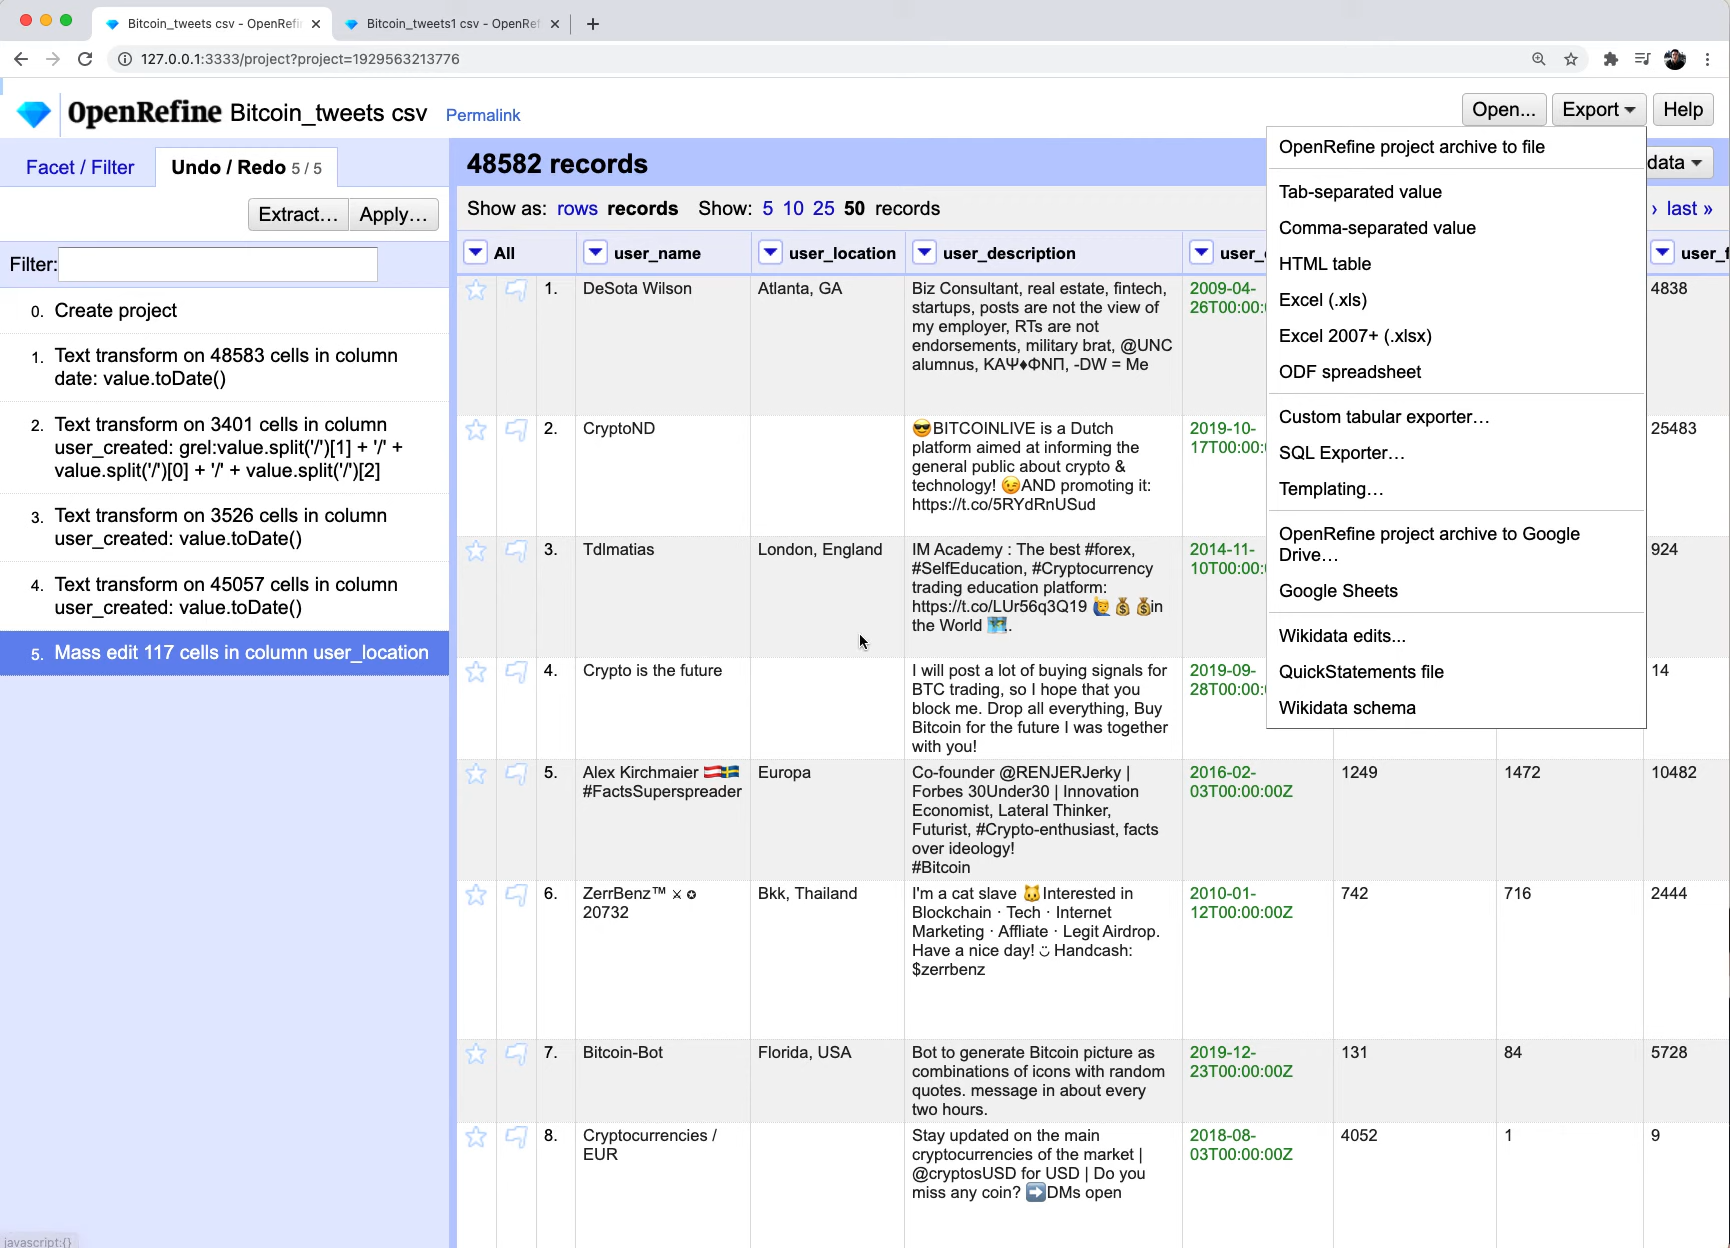 Bitcoin_tweets csv - OpenRefin
Bitcoin_tweets1 csv - OpenRef
127.0.0.1:3333/project?project=1929563213776
OpenRefine Bitcoin_tweets csv Permalink
Open... Export Help
Facet / Filter Undo / Redo 5 / 5
Extract... Apply...
Filter:
0. Create project
1. Text transform on 48583 cells in column
date: value.toDate()
2. Text transform on 3401 cells in column
user_created: grel:value.split('/')[1] + '/' +
value.split('/')[0] + '/' + value.split('/')[2]
3. Text transform on 3526 cells in column
user_created: value.toDate()
4. Text transform on 45057 cells in column
user_created: value.toDate()
5. Mass edit 117 cells in column user_location
javascript:{}
48582 records
data
Show as: rows records Show: 5 10 25 50 records
› last »
All user_name user_location user_description user_ user_f
1. DeSota Wilson
Atlanta, GA
Biz Consultant, real estate, fintech,
startups, posts are not the view of
my employer, RTs are not
endorsements, military brat, @UNC
alumnus, ΚΑΨ♦ΦΝΠ, -DW = Me
2009-04-
26T00:00:
4838
2. CryptoND
😎BITCOINLIVE is a Dutch
platform aimed at informing the
general public about crypto &
technology! 😉AND promoting it:
https://t.co/5RYdRnUSud
2019-10-
17T00:00:
25483
3. Tdlmatias
London, England
IM Academy : The best #forex,
#SelfEducation, #Cryptocurrency
trading education platform:
https://t.co/LUr56q3Q19 🙋‍♂️💰💰in
the World 🗺️.
2014-11-
10T00:00:
924
4. Crypto is the future
I will post a lot of buying signals for
BTC trading, so I hope that you
block me. Drop all everything, Buy
Bitcoin for the future I was together
with you!
2019-09-
28T00:00:
14
5. Alex Kirchmaier 🇦🇹🇸🇪
#FactsSuperspreader
Europa
Co-founder @RENJERJerky |
Forbes 30Under30 | Innovation
Economist, Lateral Thinker,
Futurist, #Crypto-enthusiast, facts
over ideology!
#Bitcoin
2016-02-
03T00:00:00Z
1249
1472
10482
6. ZerrBenz™ ⚔ ✪
20732
Bkk, Thailand
I'm a cat slave 🐱Interested in
Blockchain · Tech · Internet
Marketing · Affliate · Legit Airdrop.
Have a nice day! ت Handcash:
$zerrbenz
2010-01-
12T00:00:00Z
742
716
2444
7. Bitcoin-Bot
Florida, USA
Bot to generate Bitcoin picture as
combinations of icons with random
quotes. message in about every
two hours.
2019-12-
23T00:00:00Z
131
84
5728
8. Cryptocurrencies /
EUR
Stay updated on the main
cryptocurrencies of the market |
@cryptosUSD for USD | Do you
miss any coin? ➡️DMs open
2018-08-
03T00:00:00Z
4052
1
9
OpenRefine project archive to file
Tab-separated value
Comma-separated value
HTML table
Excel (.xls)
Excel 2007+ (.xlsx)
ODF spreadsheet
Custom tabular exporter...
SQL Exporter...
Templating...
OpenRefine project archive to Google
Drive...
Google Sheets
Wikidata edits...
QuickStatements file
Wikidata schema